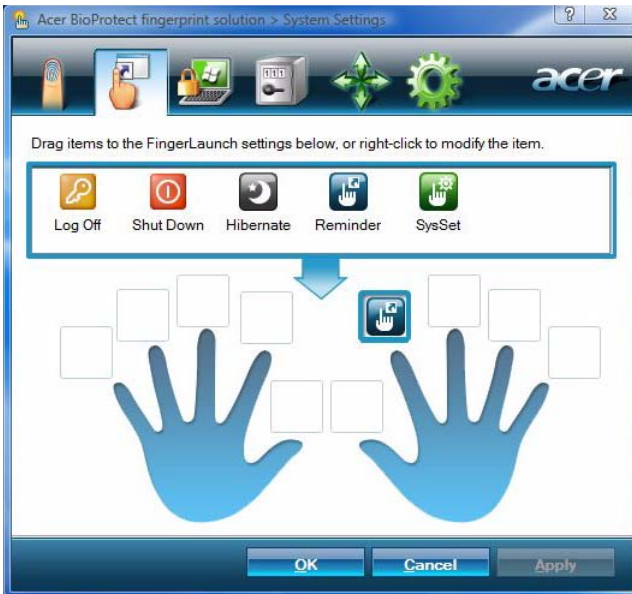 Acer BioProtect fingerprint solution > System Settings
acer
Drag items to the FingerLaunch settings below, or right-click to modify the item.
Log Off Shut Down Hibernate Reminder SysSet
OK Cancel Apply